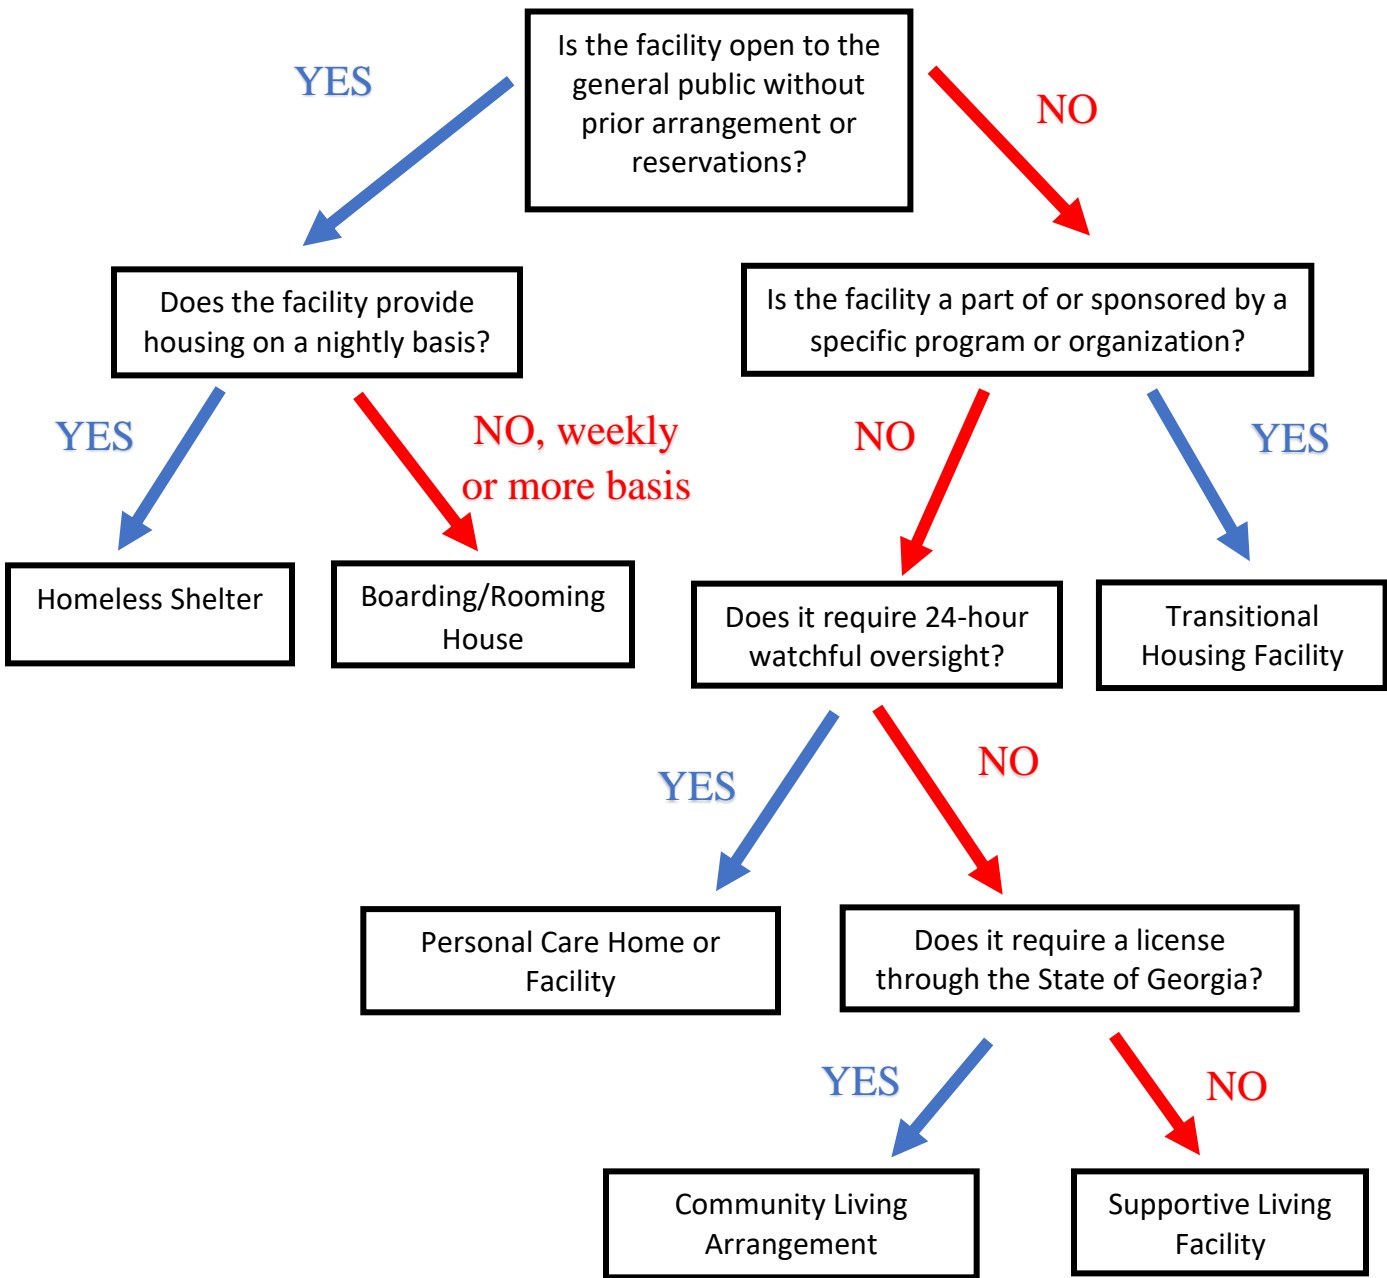 Is the facility open to the
general public without
prior arrangement or
reservations?
YES
NO
Does the facility provide
housing on a nightly basis?
Is the facility a part of or sponsored by a
specific program or organization?
YES
NO, weekly
or more basis
NO
YES
Homeless Shelter
Boarding/Rooming
House
Does it require 24-hour
watchful oversight?
Transitional
Housing Facility
YES
NO
Personal Care Home or
Facility
Does it require a license
through the State of Georgia?
YES
NO
Community Living
Arrangement
Supportive Living
Facility